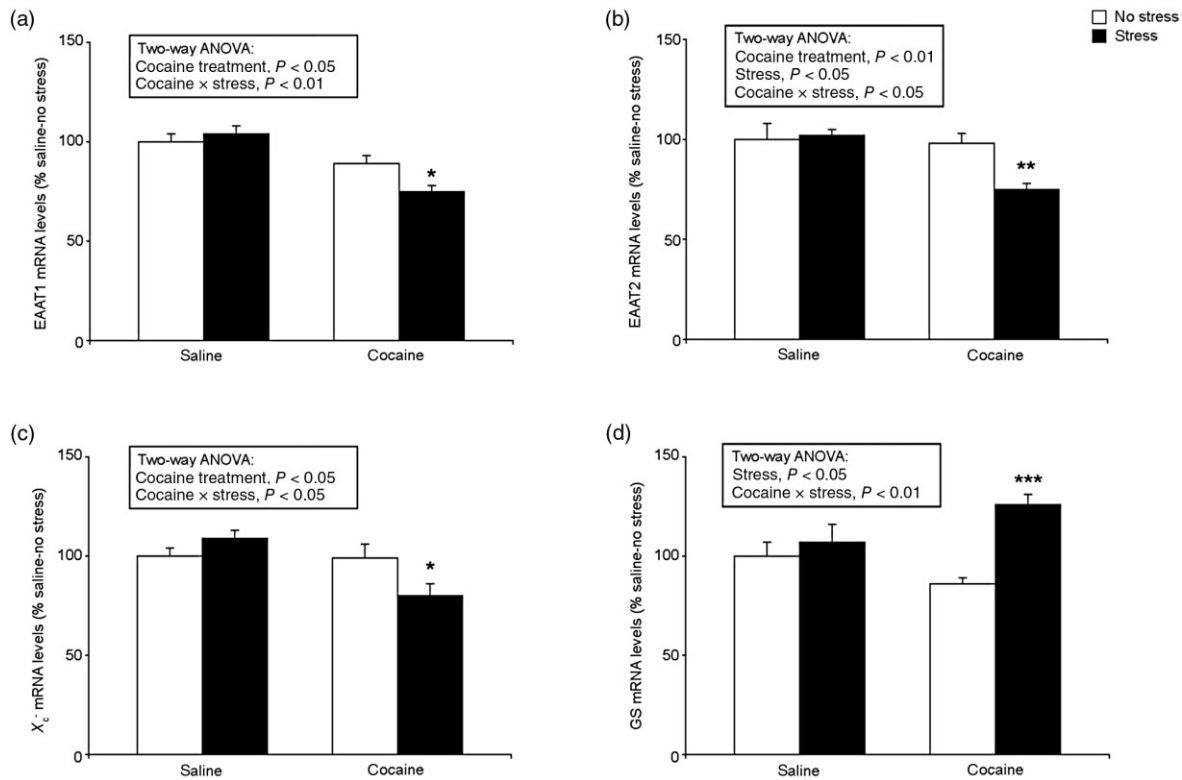 (a)
EAAT1 mRNA levels (% saline-no stress)
150
100
50
0
Two-way ANOVA:
Cocaine treatment, P < 0.05
Cocaine × stress, P < 0.01
*
Saline
Cocaine
(b)
No stress
Stress
EAAT2 mRNA levels (% saline-no stress)
150
100
50
0
Two-way ANOVA:
Cocaine treatment, P < 0.01
Stress, P < 0.05
Cocaine × stress, P < 0.05
**
Saline
Cocaine
(c)
Xc- mRNA levels (% saline-no stress)
150
100
50
0
Two-way ANOVA:
Cocaine treatment, P < 0.05
Cocaine × stress, P < 0.05
*
Saline
Cocaine
(d)
GS mRNA levels (% saline-no stress)
150
100
50
0
Two-way ANOVA:
Stress, P < 0.05
Cocaine × stress, P < 0.01
***
Saline
Cocaine